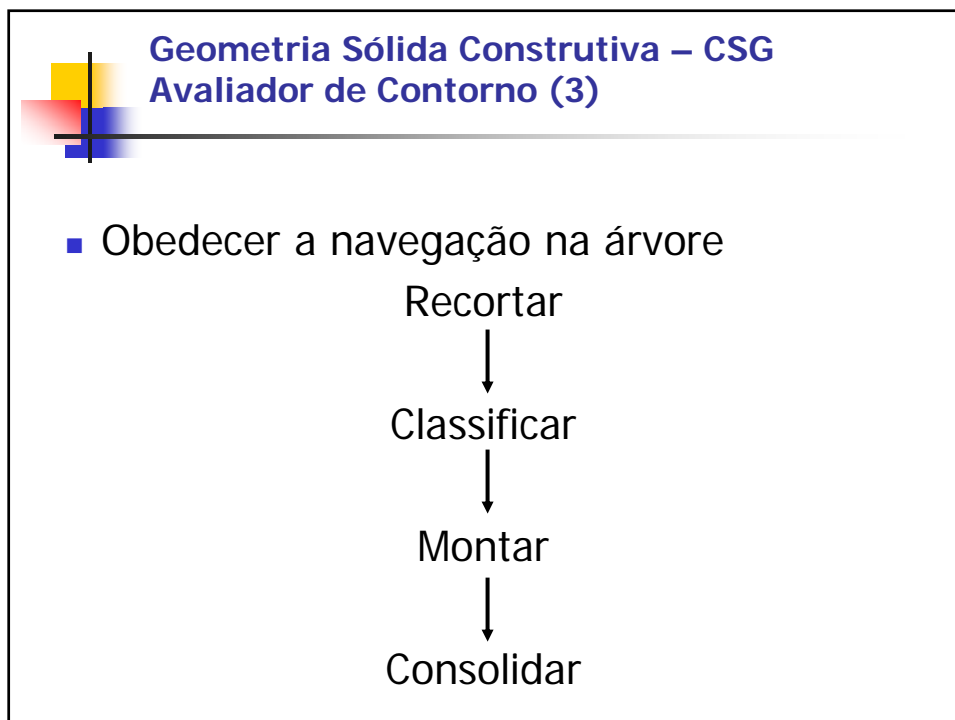 Geometria Sólida Construtiva – CSG
Avaliador de Contorno (3)
Obedecer a navegação na árvore
Recortar
Classificar
Montar
Consolidar